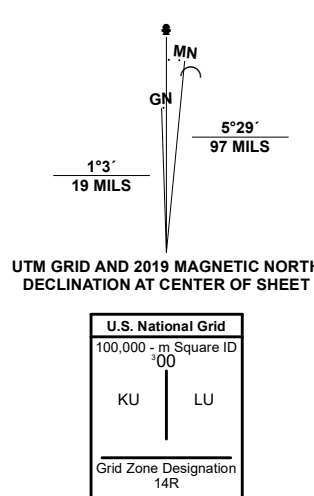 MN
GN
5°29´
97 MILS
1°3´
19 MILS
UTM GRID AND 2019 MAGNETIC NORTH
DECLINATION AT CENTER OF SHEET
U.S. National Grid
100,000 - m Square ID
³00
KU LU
Grid Zone Designation
14R